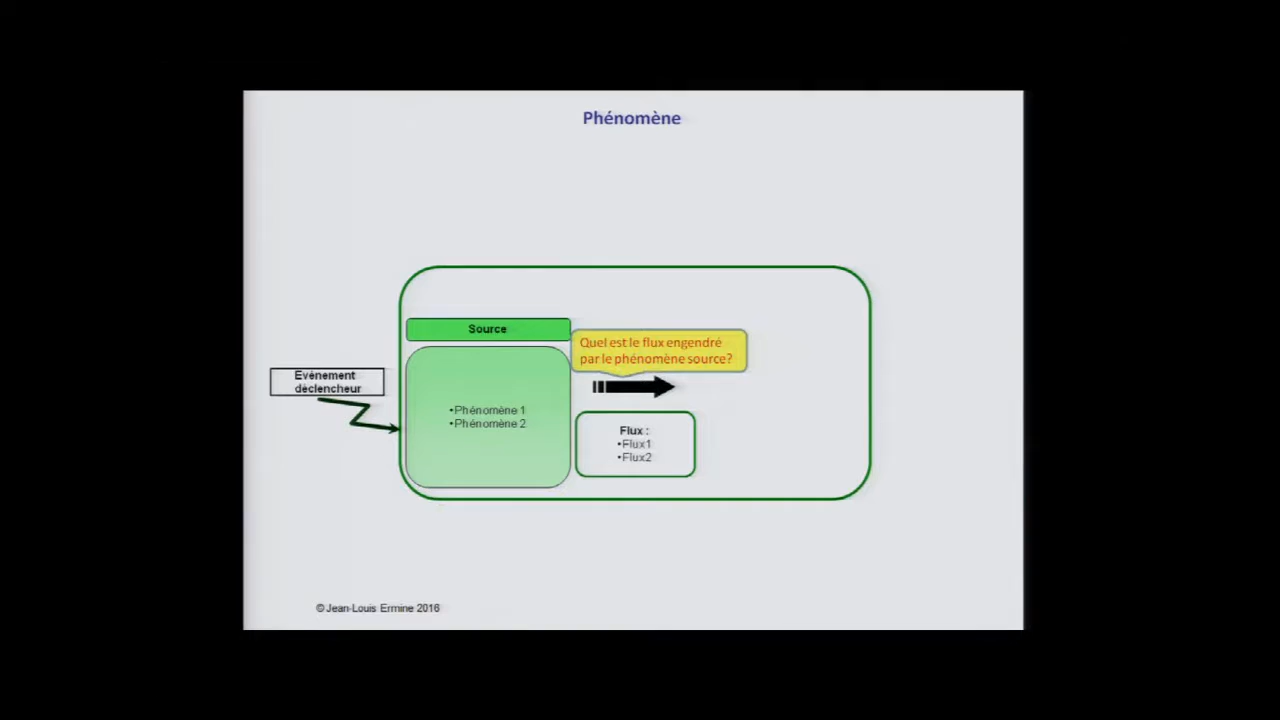 Phénomène
Source
Quel est le flux engendré
par le phénomène source?
Evénement
déclencheur
•Phénomène 1
•Phénomène 2
Flux :
•Flux1
•Flux2
©Jean-Louis Ermine 2016